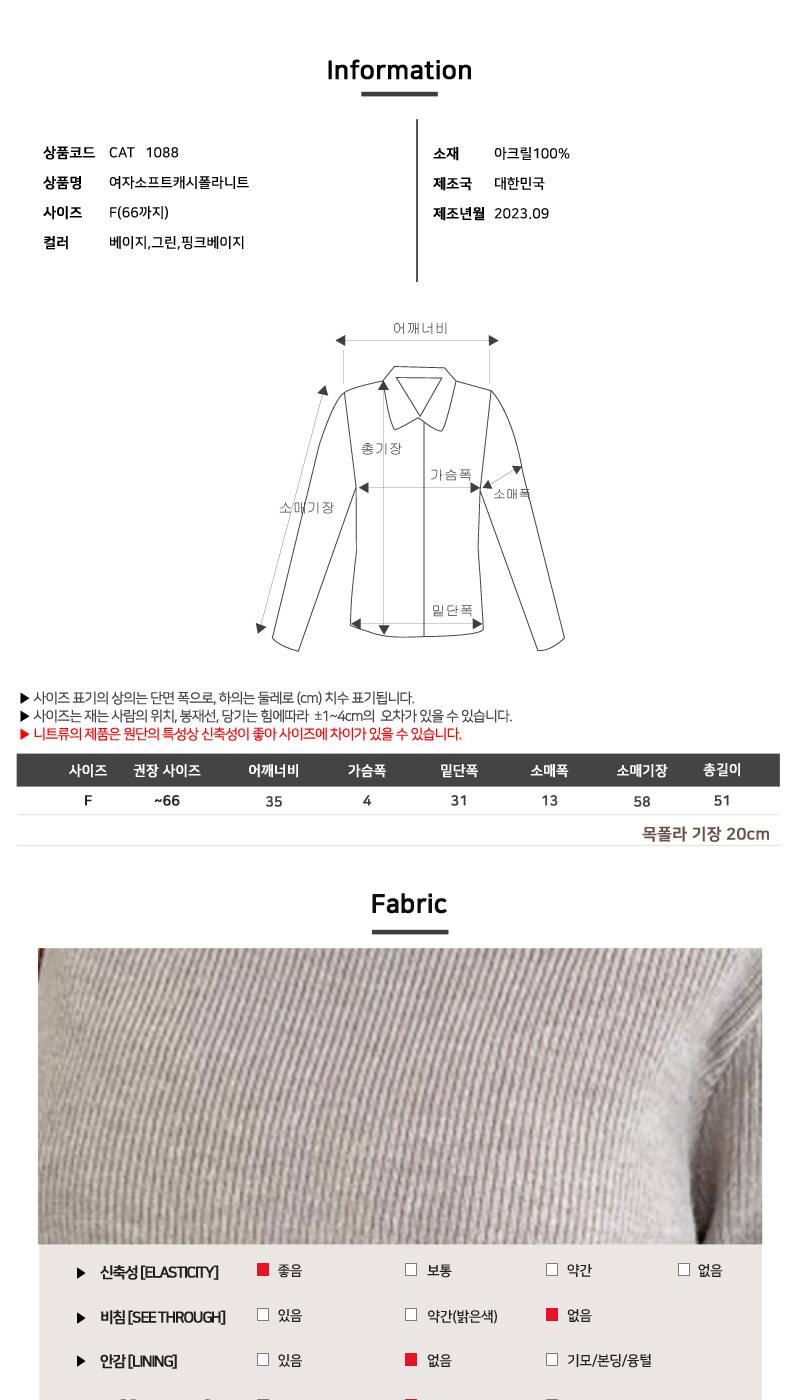 Information
상품코드 CAT 1088
상품명 여자소프트캐시폴라니트
사이즈 F(66까지)
컬러 베이지,그린,핑크베이지
소재 아크릴100%
제조국 대한민국
제조년월 2023.09
어깨너비
총기장
가슴폭
소매폭
소매기장
밑단폭
▶ 사이즈 표기의 상의는 단면 폭으로, 하의는 둘레로 (cm) 치수 표기됩니다.
▶ 사이즈는 재는 사람의 위치, 봉재선, 당기는 힘에따라 ±1~4cm의 오차가 있을 수 있습니다.
▶ 니트류의 제품은 원단의 특성상 신축성이 좋아 사이즈에 차이가 있을 수 있습니다.
사이즈 권장 사이즈 어깨너비 가슴폭 밑단폭 소매폭 소매기장 총길이
F ~66 35 4 31 13 58 51
목폴라 기장 20cm
Fabric
▶ 신축성 [ELASTICITY] 좋음 보통 약간 없음
▶ 비침 [SEE THROUGH] 있음 약간(밝은색) 없음
▶ 안감 [LINING] 있음 없음 기모/본딩/융털